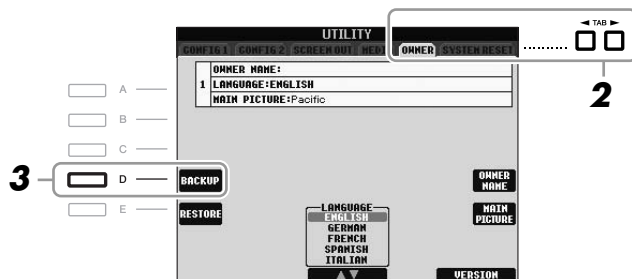 ◄ TAB ►
UTILITY
CONFIG 1 CONFIG 2 SCREEN OUT MEDIA OWNER SYSTEM RESET
2
OWNER NAME:
1 LANGUAGE:ENGLISH
MAIN PICTURE:Pacific
A
B
C
3 D BACKUP
OWNER NAME
E RESTORE
MAIN PICTURE
LANGUAGE
ENGLISH
GERMAN
FRENCH
SPANISH
ITALIAN
▲▼
VERSION